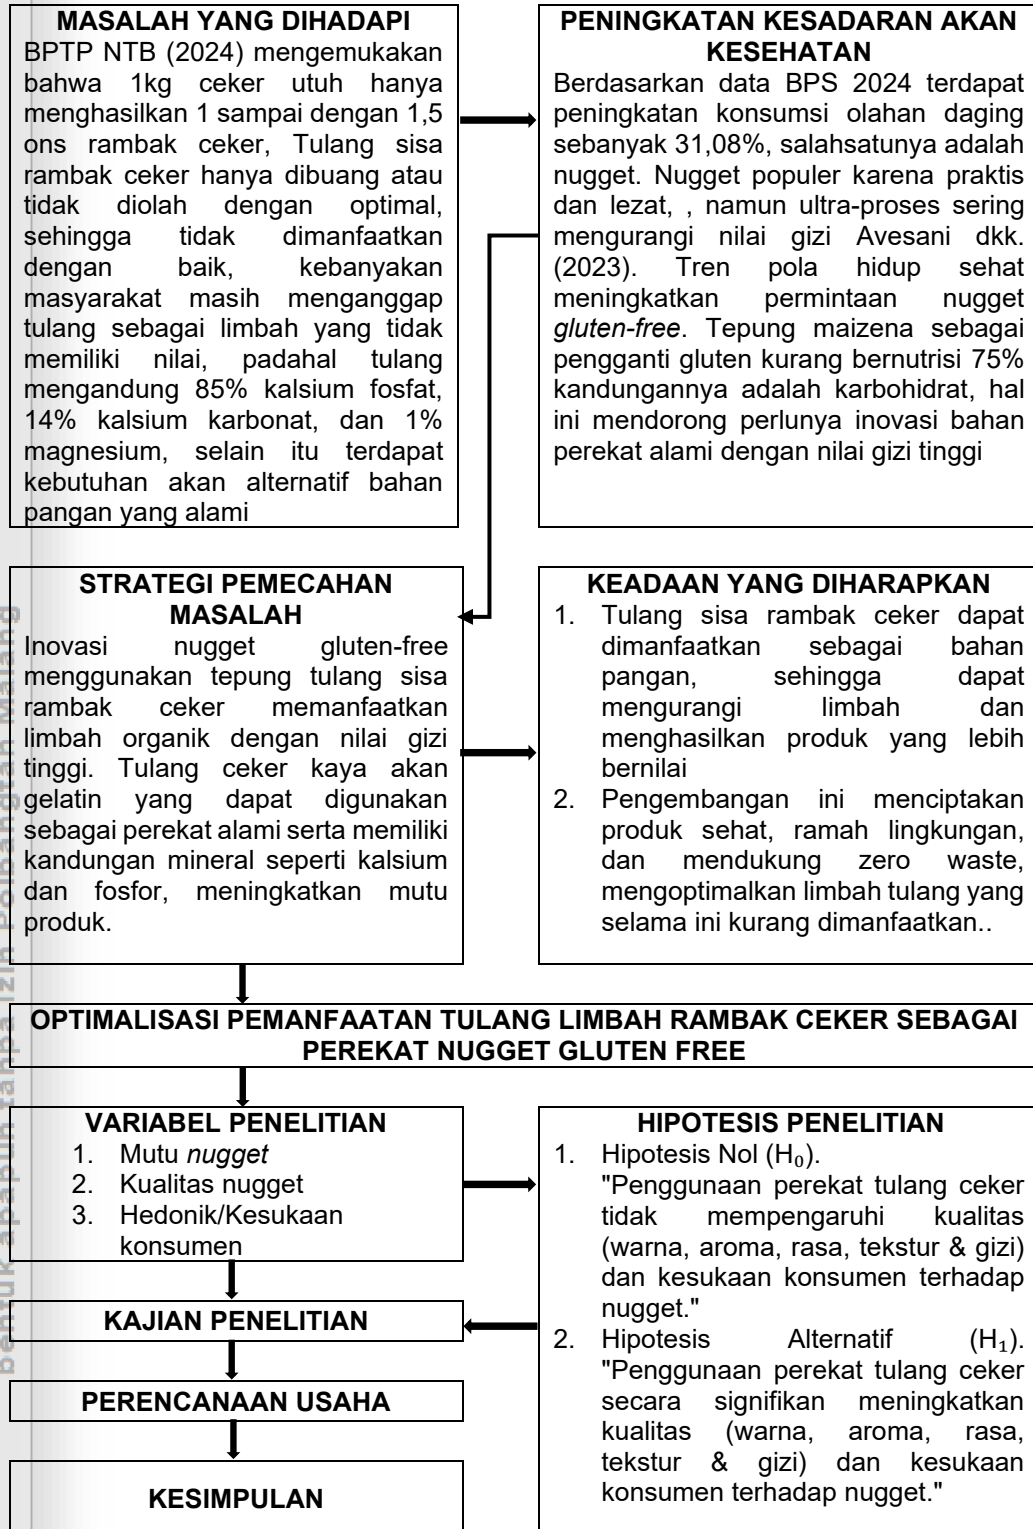 MASALAH YANG DIHADAPI
BPTP NTB (2024) mengemukakan
bahwa 1kg ceker utuh hanya
menghasilkan 1 sampai dengan 1,5
ons rambak ceker, Tulang sisa
rambak ceker hanya dibuang atau
tidak diolah dengan optimal,
sehingga tidak dimanfaatkan
dengan baik, kebanyakan
masyarakat masih menganggap
tulang sebagai limbah yang tidak
memiliki nilai, padahal tulang
mengandung 85% kalsium fosfat,
14% kalsium karbonat, dan 1%
magnesium, selain itu terdapat
kebutuhan akan alternatif bahan
pangan yang alami
PENINGKATAN KESADARAN AKAN
KESEHATAN
Berdasarkan data BPS 2024 terdapat
peningkatan konsumsi olahan daging
sebanyak 31,08%, salahsatunya adalah
nugget. Nugget populer karena praktis
dan lezat, , namun ultra-proses sering
mengurangi nilai gizi Avesani dkk.
(2023). Tren pola hidup sehat
meningkatkan permintaan nugget
gluten-free. Tepung maizena sebagai
pengganti gluten kurang bernutrisi 75%
kandungannya adalah karbohidrat, hal
ini mendorong perlunya inovasi bahan
perekat alami dengan nilai gizi tinggi
STRATEGI PEMECAHAN
MASALAH
Inovasi nugget gluten-free
menggunakan tepung tulang sisa
rambak ceker memanfaatkan
limbah organik dengan nilai gizi
tinggi. Tulang ceker kaya akan
gelatin yang dapat digunakan
sebagai perekat alami serta memiliki
kandungan mineral seperti kalsium
dan fosfor, meningkatkan mutu
produk.
KEADAAN YANG DIHARAPKAN
1. Tulang sisa rambak ceker dapat
dimanfaatkan sebagai bahan
pangan, sehingga dapat
mengurangi limbah dan
menghasilkan produk yang lebih
bernilai
2. Pengembangan ini menciptakan
produk sehat, ramah lingkungan,
dan mendukung zero waste,
mengoptimalkan limbah tulang yang
selama ini kurang dimanfaatkan..
OPTIMALISASI PEMANFAATAN TULANG LIMBAH RAMBAK CEKER SEBAGAI
PEREKAT NUGGET GLUTEN FREE
VARIABEL PENELITIAN
1. Mutu nugget
2. Kualitas nugget
3. Hedonik/Kesukaan
konsumen
HIPOTESIS PENELITIAN
1. Hipotesis Nol (H₀).
"Penggunaan perekat tulang ceker
tidak mempengaruhi kualitas
(warna, aroma, rasa, tekstur & gizi)
dan kesukaan konsumen terhadap
nugget."
2. Hipotesis Alternatif (H₁).
"Penggunaan perekat tulang ceker
secara signifikan meningkatkan
kualitas (warna, aroma, rasa,
tekstur & gizi) dan kesukaan
konsumen terhadap nugget."
KAJIAN PENELITIAN
PERENCANAAN USAHA
KESIMPULAN
bentuk apapun tanpa izin Polbangtan Malang